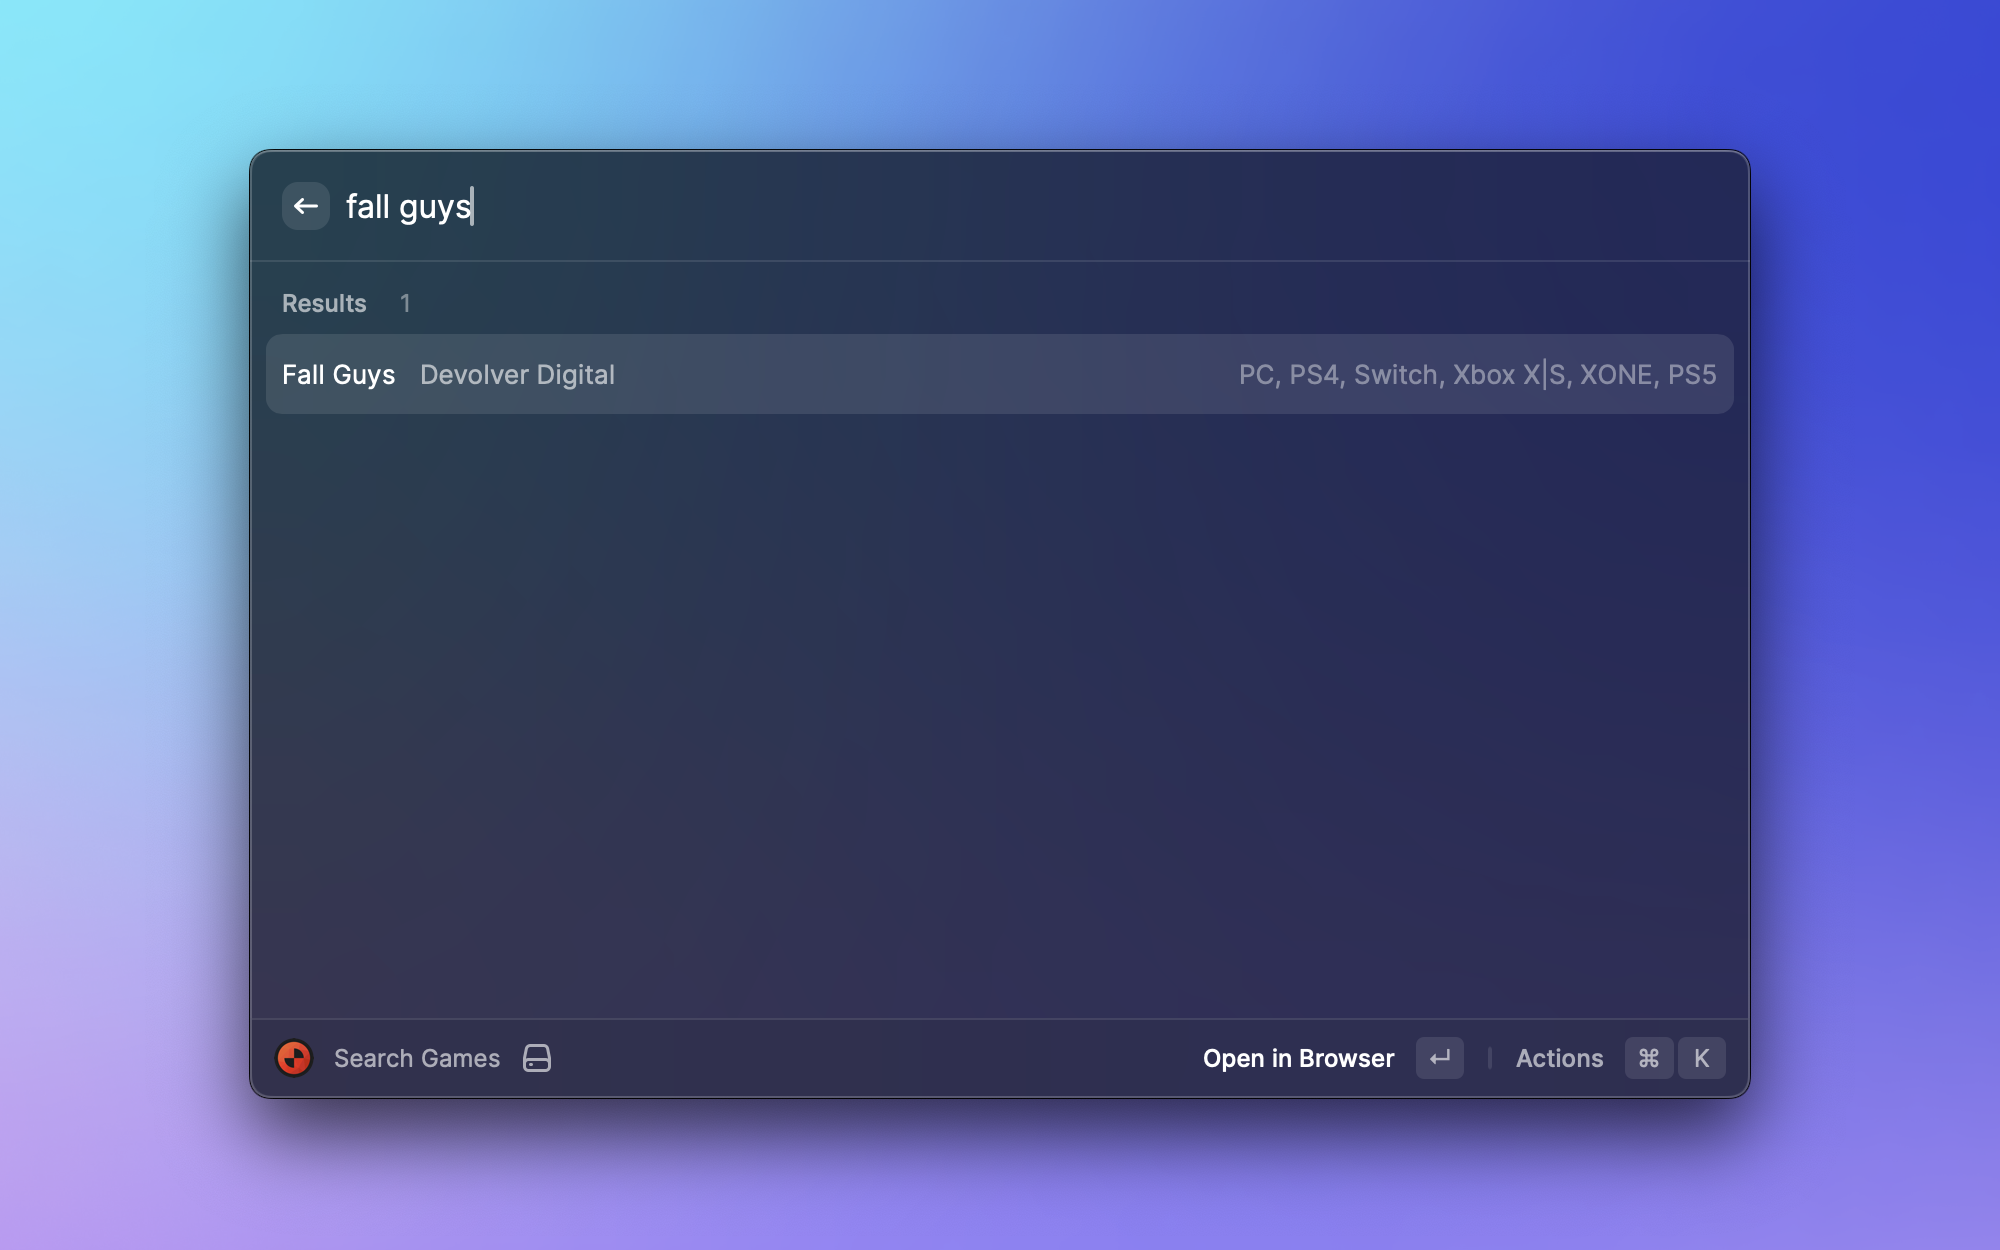 fall guys
Results 1
Fall Guys Devolver Digital PC, PS4, Switch, Xbox X|S, XONE, PS5
Search Games Open in Browser ↵ | Actions ⌘ K